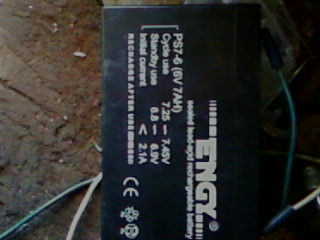 ENGY
sealed lead-acid rechargeable battery
PS7-6 (6V 7AH)
Cycle use 7.25 – 7.45V
Standby use 6.8 – 6.9V
Initial current < 2.1A
RECHARGE AFTER USE
CE